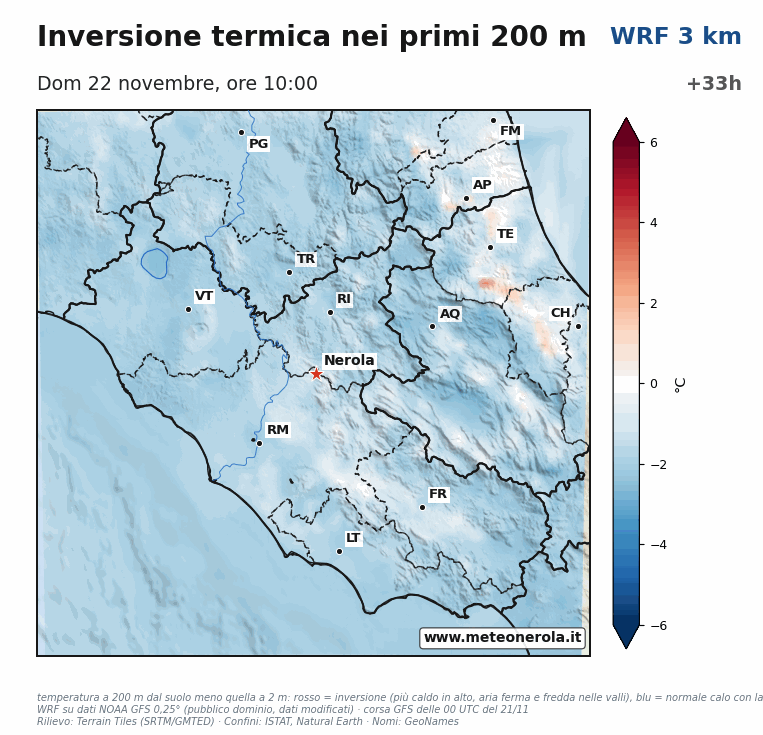 Inversione termica nei primi 200 m WRF 3 km
Dom 22 novembre, ore 10:00 +33h
FM
PG
AP
TE
TR
VT
RI
AQ
CH
Nerola
RM
FR
LT
www.meteonerola.it
6
4
2
0
−2
−4
−6
°C
temperatura a 200 m dal suolo meno quella a 2 m: rosso = inversione (più caldo in alto, aria ferma e fredda nelle valli), blu = normale calo con la
WRF su dati NOAA GFS 0,25° (pubblico dominio, dati modificati) · corsa GFS delle 00 UTC del 21/11
Rilievo: Terrain Tiles (SRTM/GMTED) · Confini: ISTAT, Natural Earth · Nomi: GeoNames